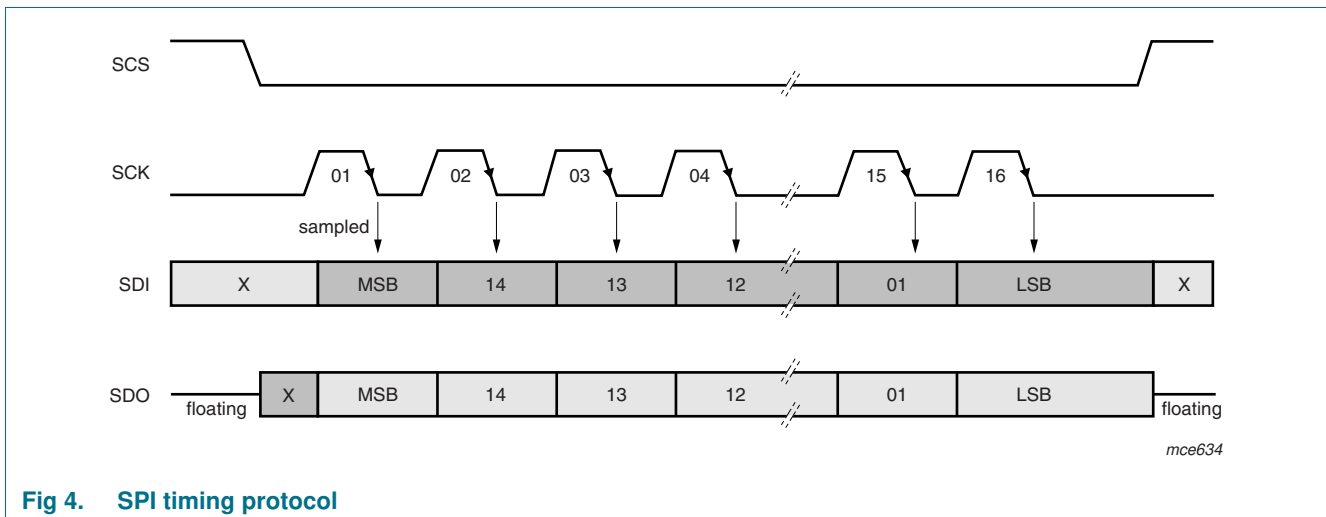 SCS
SCK 01 02 03 04 15 16
sampled
SDI X MSB 14 13 12 01 LSB X
SDO X MSB 14 13 12 01 LSB
floating floating
mce634
Fig 4. SPI timing protocol